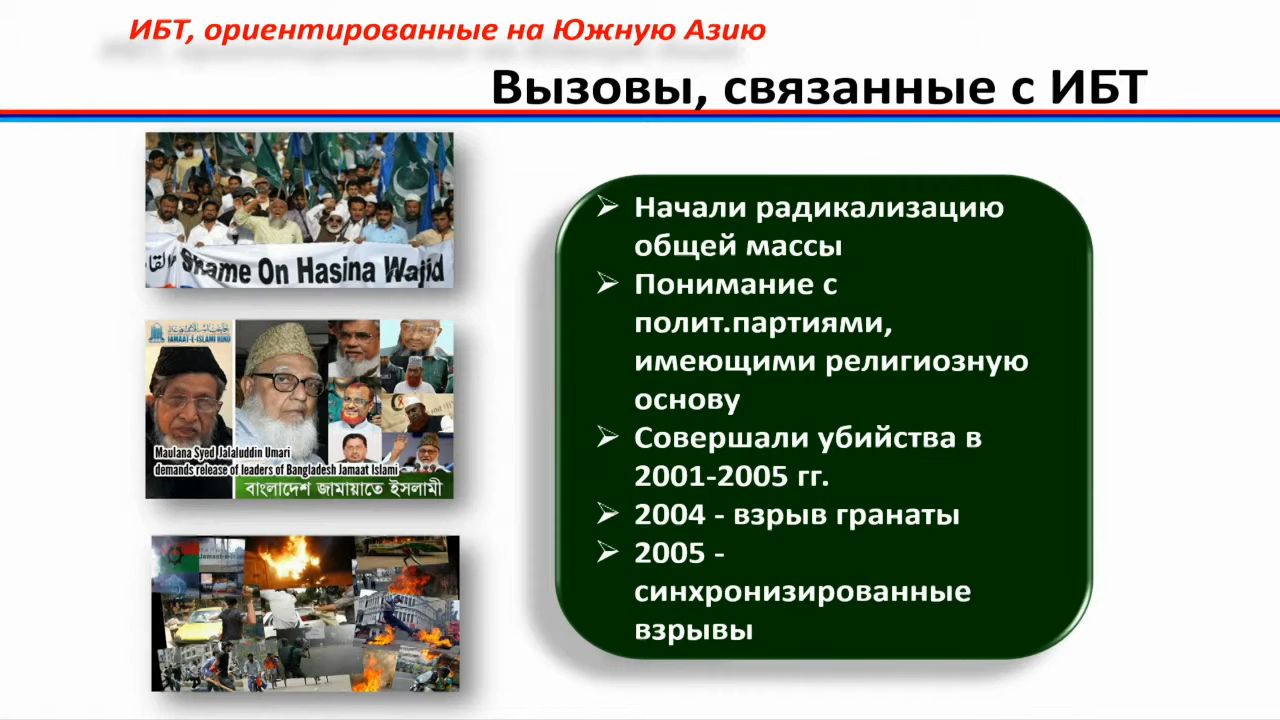 ИБТ, ориентированные на Южную Азию
Вызовы, связанные с ИБТ
Shame On Hasina Wajid
JAMAAT-E-ISLAMI HIND
Maulana Syed Jalaluddin Umari
demands release of leaders of Bangladesh Jamaat Islami
বাংলাদেশ জামায়াতে ইসলামী
➢ Начали радикализацию
общей массы
➢ Понимание с
полит.партиями,
имеющими религиозную
основу
➢ Совершали убийства в
2001-2005 гг.
➢ 2004 - взрыв гранаты
➢ 2005 -
синхронизированные
взрывы